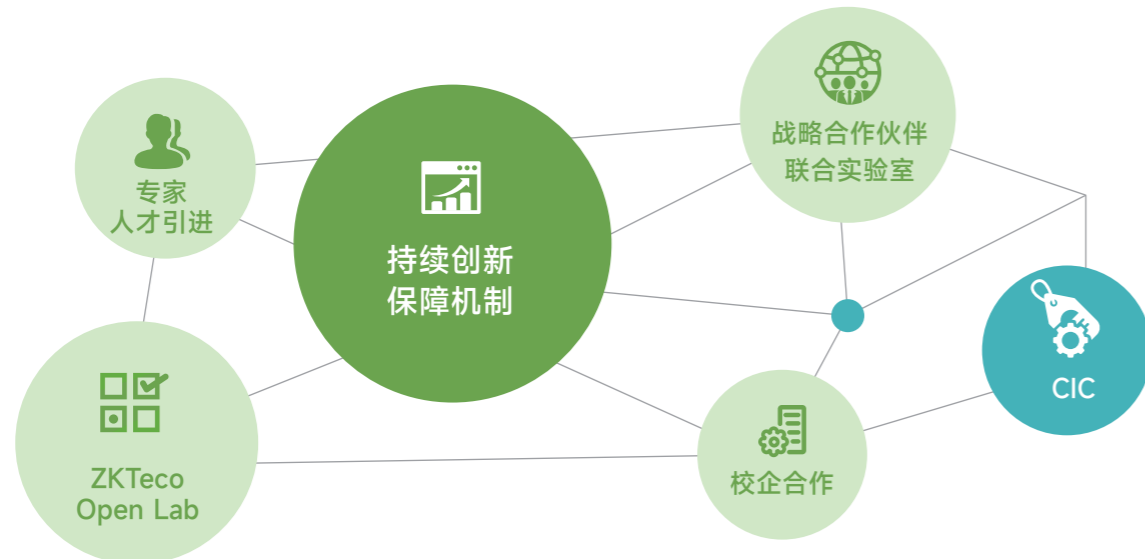 专家
人才引进
持续创新
保障机制
战略合作伙伴
联合实验室
CIC
ZKTeco
Open Lab
校企合作